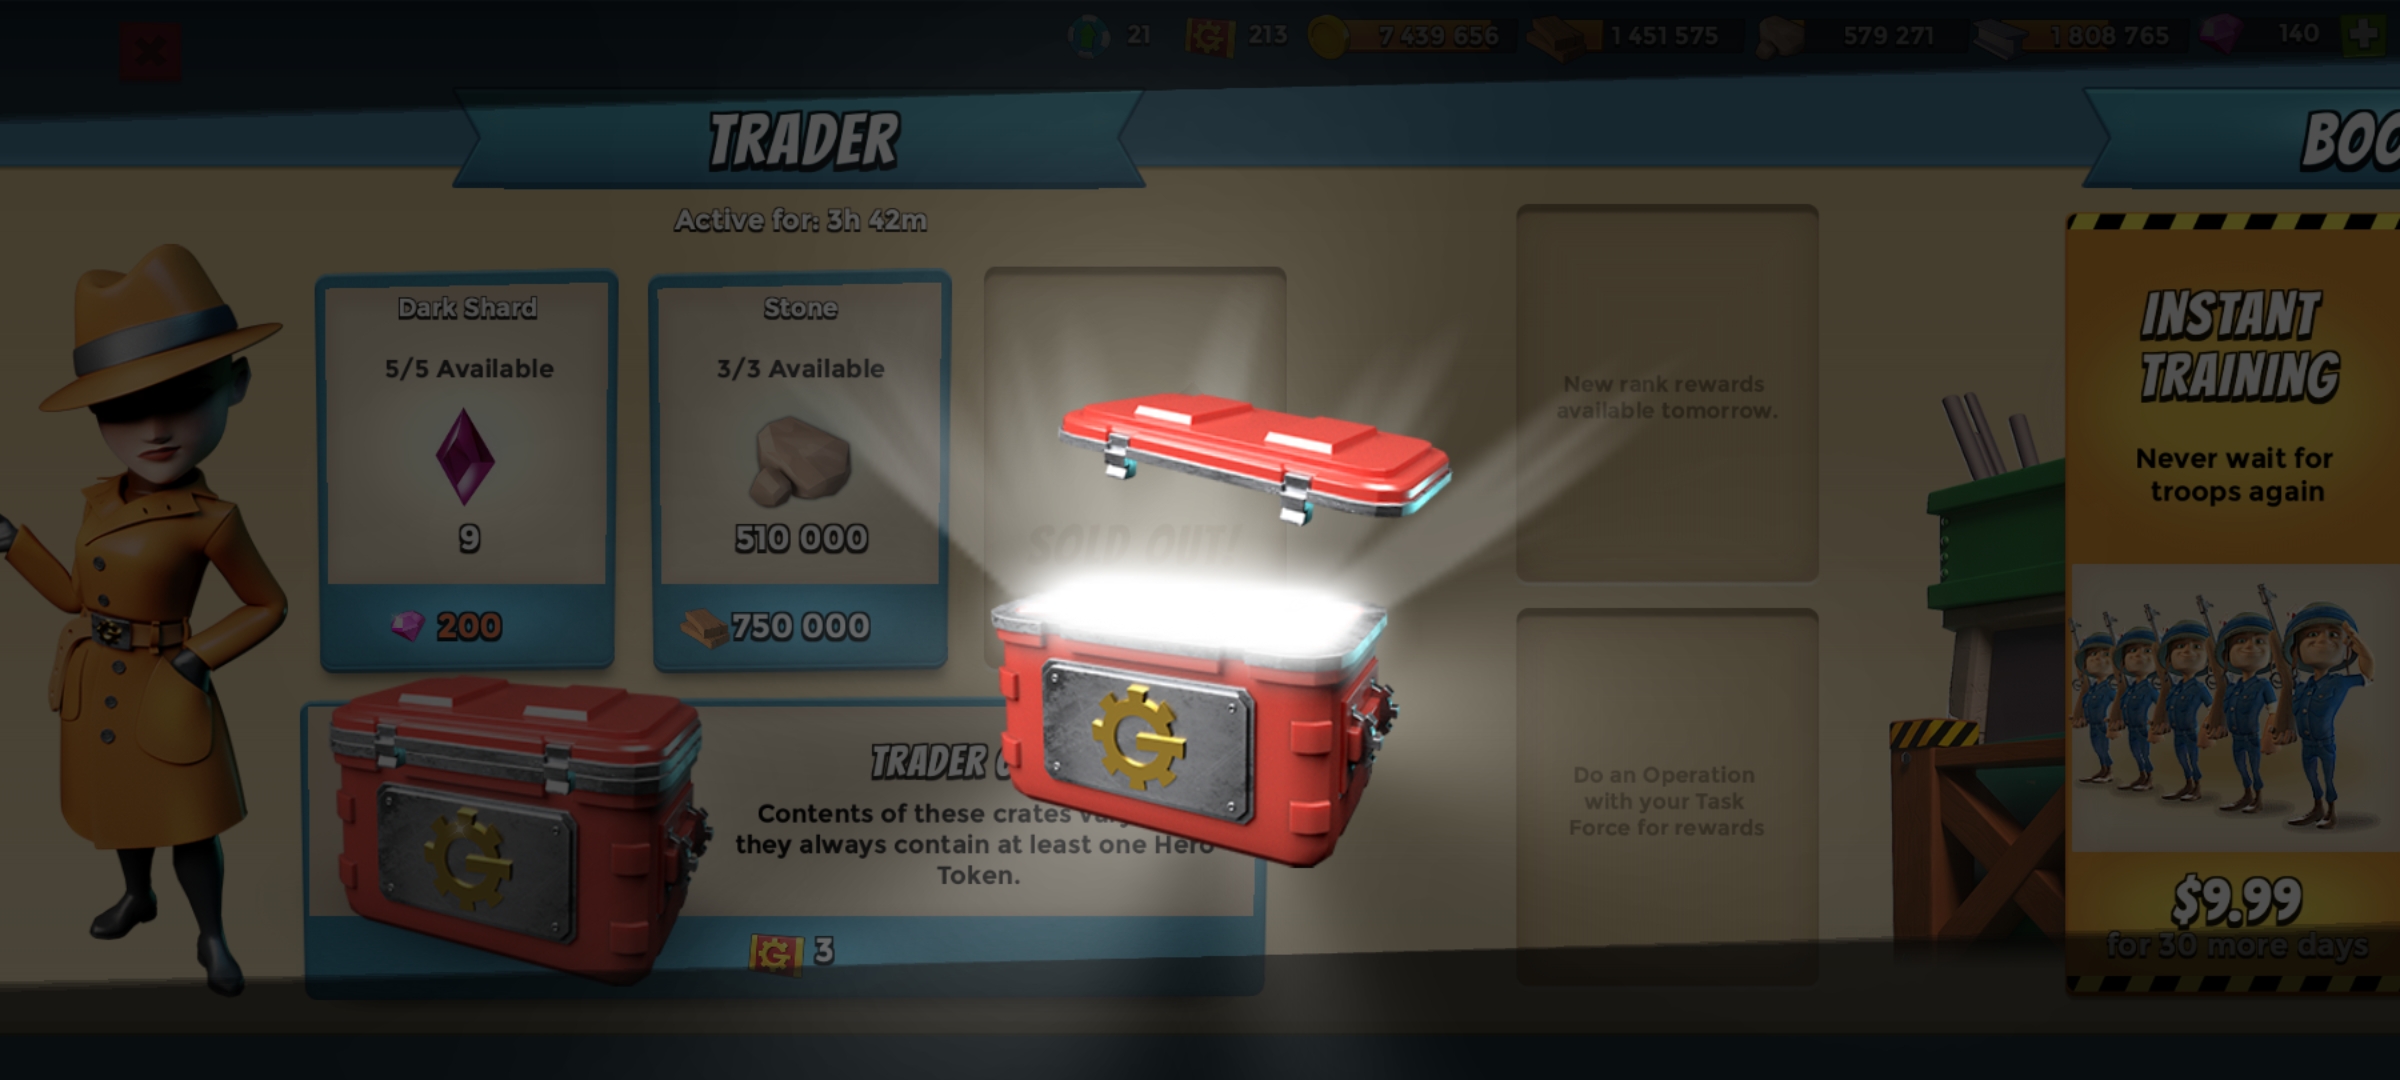 21
213
7 439 656
1 451 575
579 271
1 808 765
140
TRADER
Active for: 3h 42m
Dark Shard
5/5 Available
9
200
Stone
3/3 Available
510 000
750 000
SOLD OUT!
TRADER
Contents of these crates
they always contain at least one Hero
Token.
3
New rank rewards
available tomorrow.
Do an Operation
with your Task
Force for rewards
INSTANT
TRAINING
Never wait for
troops again
$9.99
for 30 more days